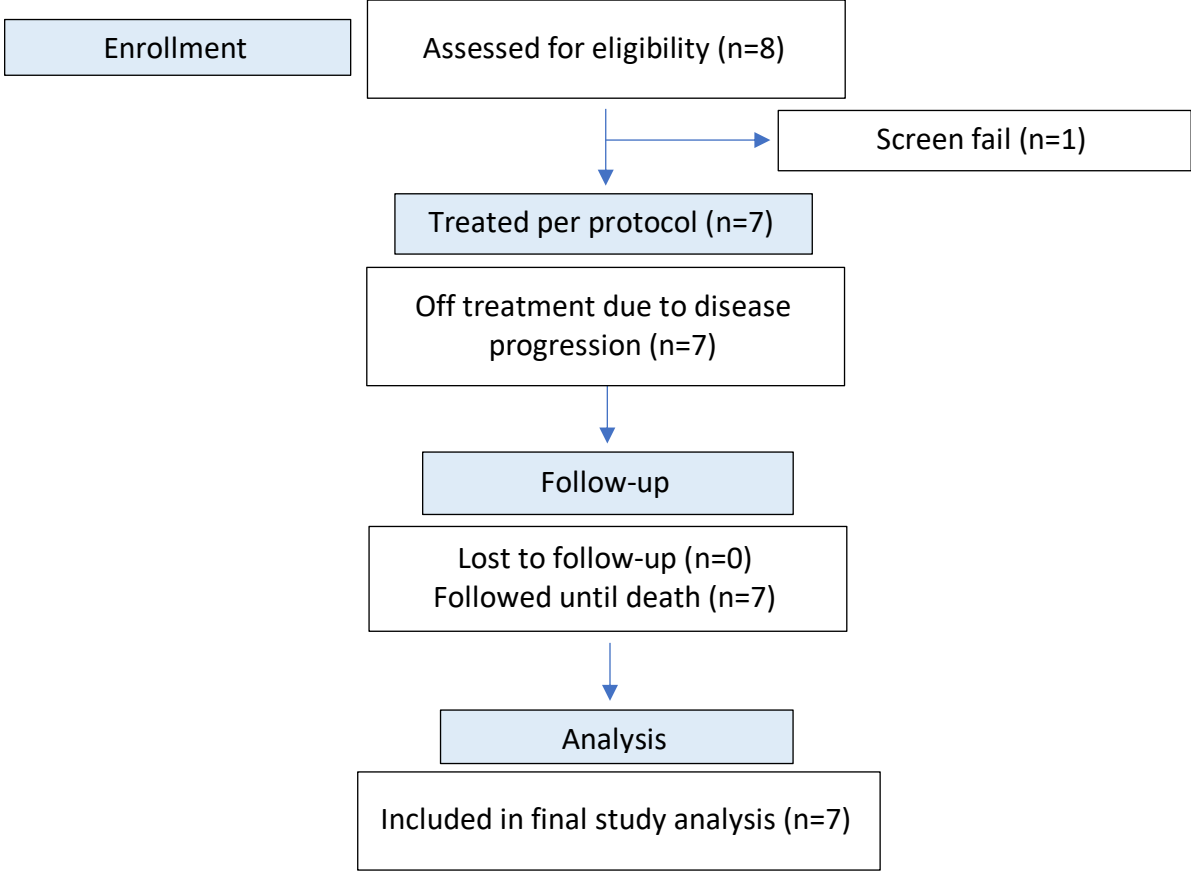 Enrollment
Assessed for eligibility (n=8)
Screen fail (n=1)
Treated per protocol (n=7)
Off treatment due to disease
progression (n=7)
Follow-up
Lost to follow-up (n=0)
Followed until death (n=7)
Analysis
Included in final study analysis (n=7)